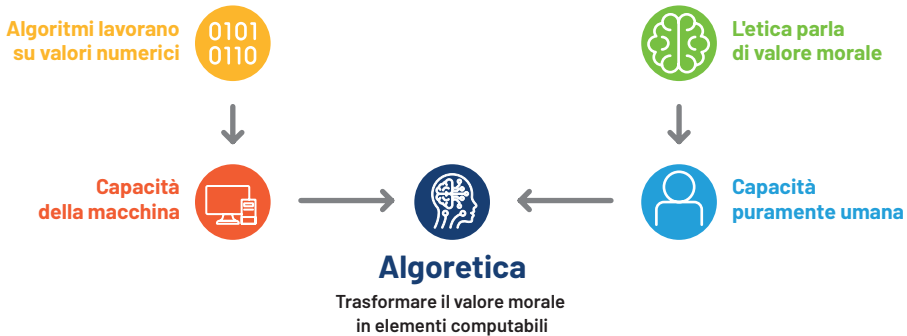 Algoritmi lavorano
su valori numerici
0101
0110
L'etica parla
di valore morale
Capacità
della macchina
Capacità
puramente umana
Algoretica
Trasformare il valore morale
in elementi computabili